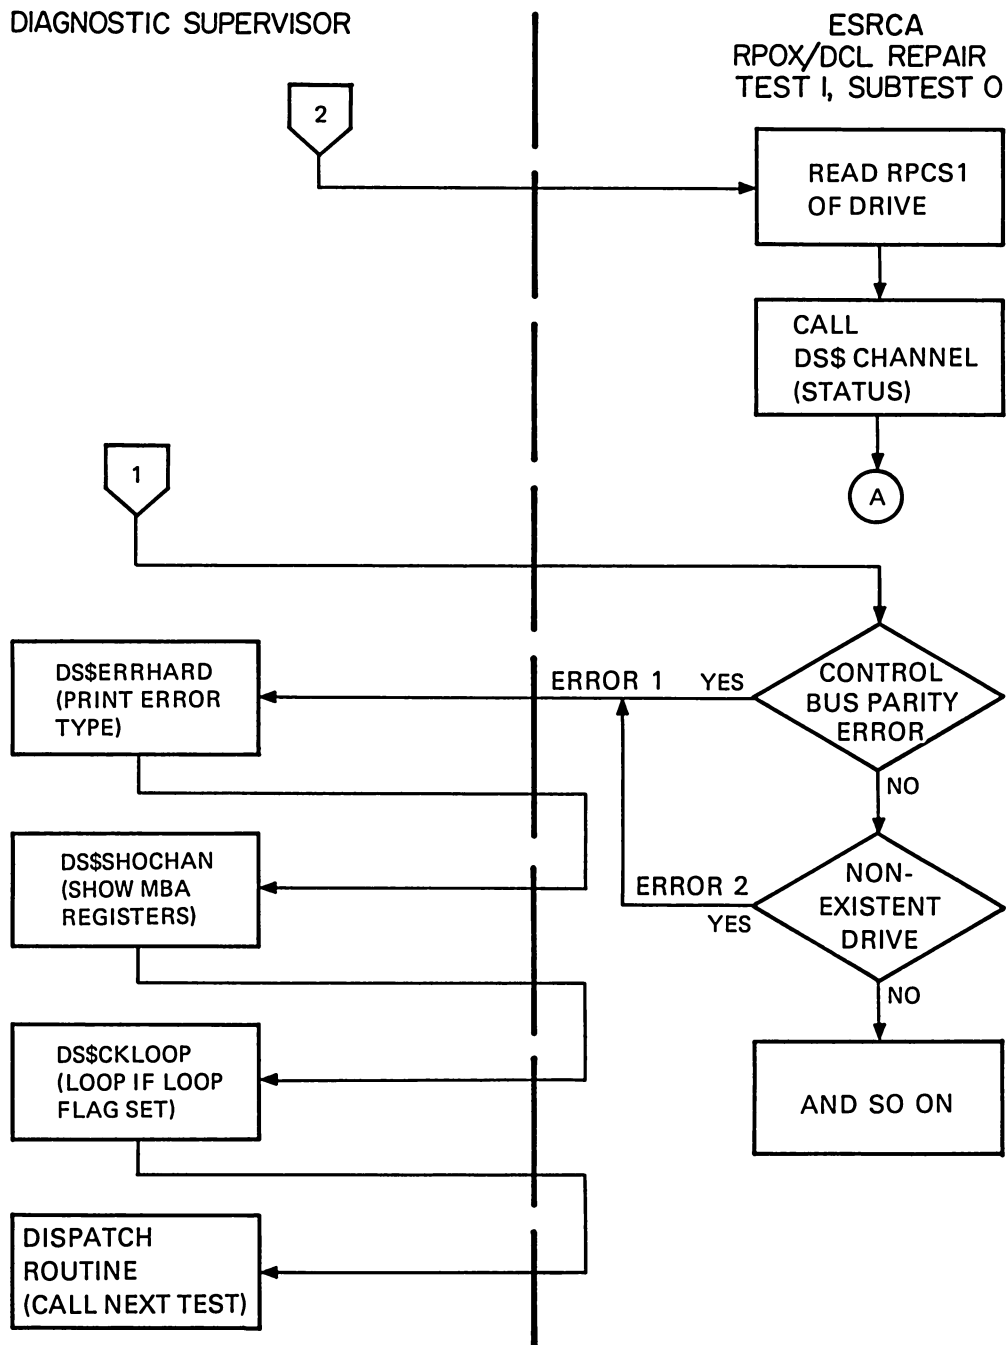 DIAGNOSTIC SUPERVISOR
ESRCA
RPOX/DCL REPAIR
TEST 1, SUBTEST 0
2
READ RPCS1
OF DRIVE
CALL
DS$ CHANNEL
(STATUS)
A
1
CONTROL
BUS PARITY
ERROR
ERROR 1 YES
NO
DS$ERRHARD
(PRINT ERROR
TYPE)
NON-
EXISTENT
DRIVE
ERROR 2
YES
NO
DS$SHOCHAN
(SHOW MBA
REGISTERS)
DS$CKLOOP
(LOOP IF LOOP
FLAG SET)
AND SO ON
DISPATCH
ROUTINE
(CALL NEXT TEST)